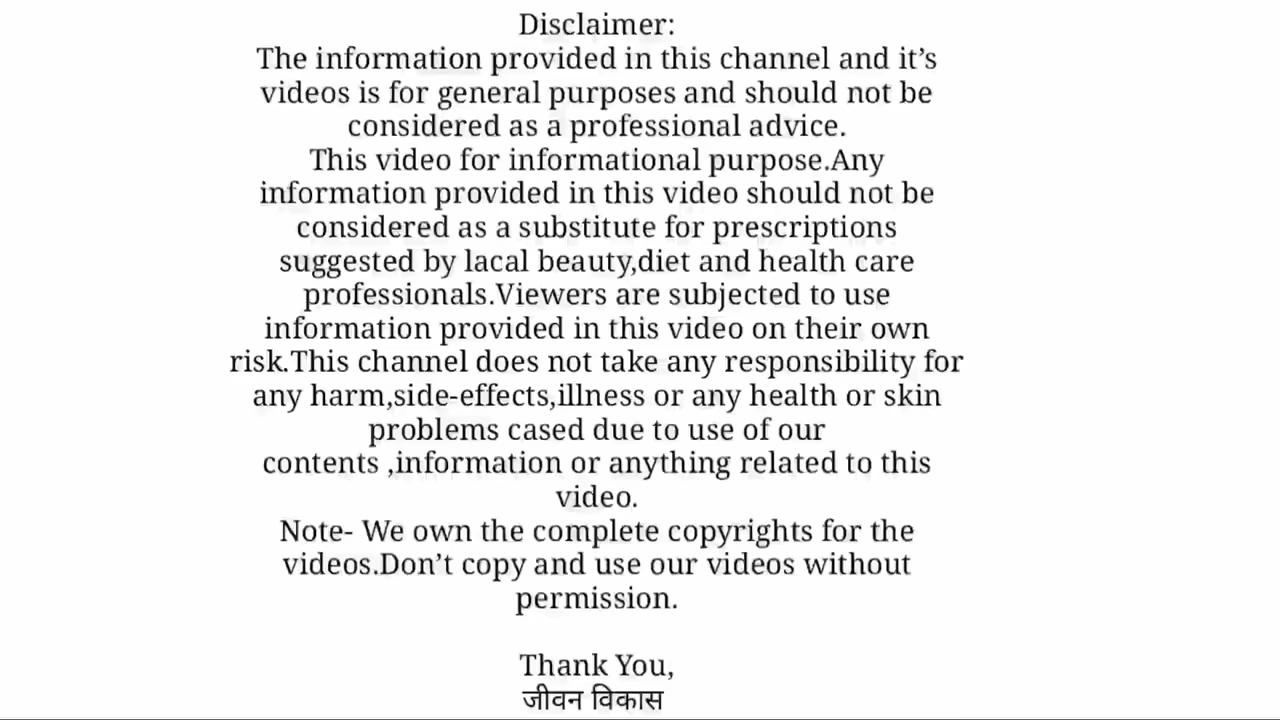 Disclaimer:
The information provided in this channel and it’s
videos is for general purposes and should not be
considered as a professional advice.
This video for informational purpose.Any
information provided in this video should not be
considered as a substitute for prescriptions
suggested by lacal beauty,diet and health care
professionals.Viewers are subjected to use
information provided in this video on their own
risk.This channel does not take any responsibility for
any harm,side-effects,illness or any health or skin
problems cased due to use of our
contents ,information or anything related to this
video.
Note- We own the complete copyrights for the
videos.Don’t copy and use our videos without
permission.
Thank You,
जीवन विकास